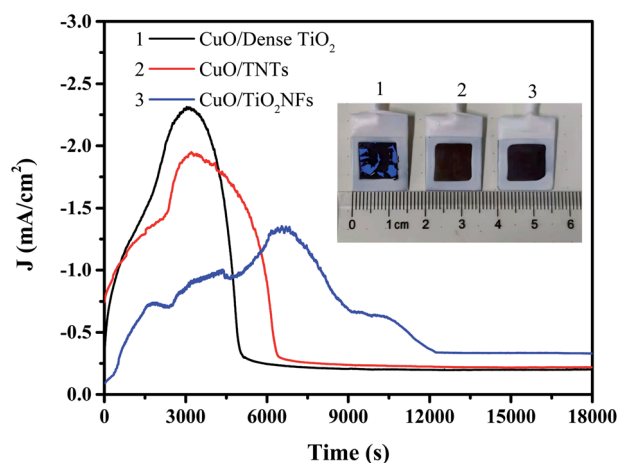 -3.0
-2.5
-2.0
-1.5
-1.0
-0.5
0.0
J (mA/cm²)
1 CuO/Dense TiO₂
2 CuO/TNTs
3 CuO/TiO₂NFs
1 2 3
0 1 cm 2 3 4 5 6
0 3000 6000 9000 12000 15000 18000
Time (s)